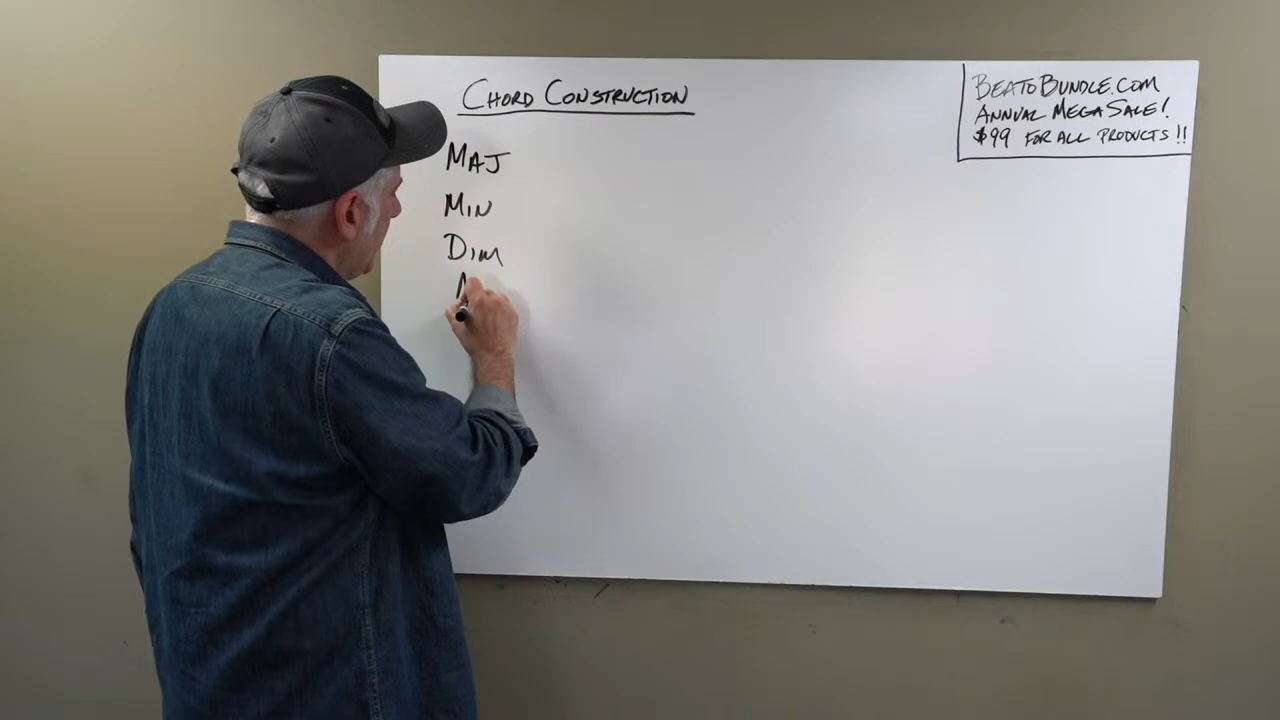 CHORD CONSTRUCTION
MAJ
MIN
DIM
BEATOBUNDLE.COM
ANNUAL MEGA SALE!
$99 FOR ALL PRODUCTS!!